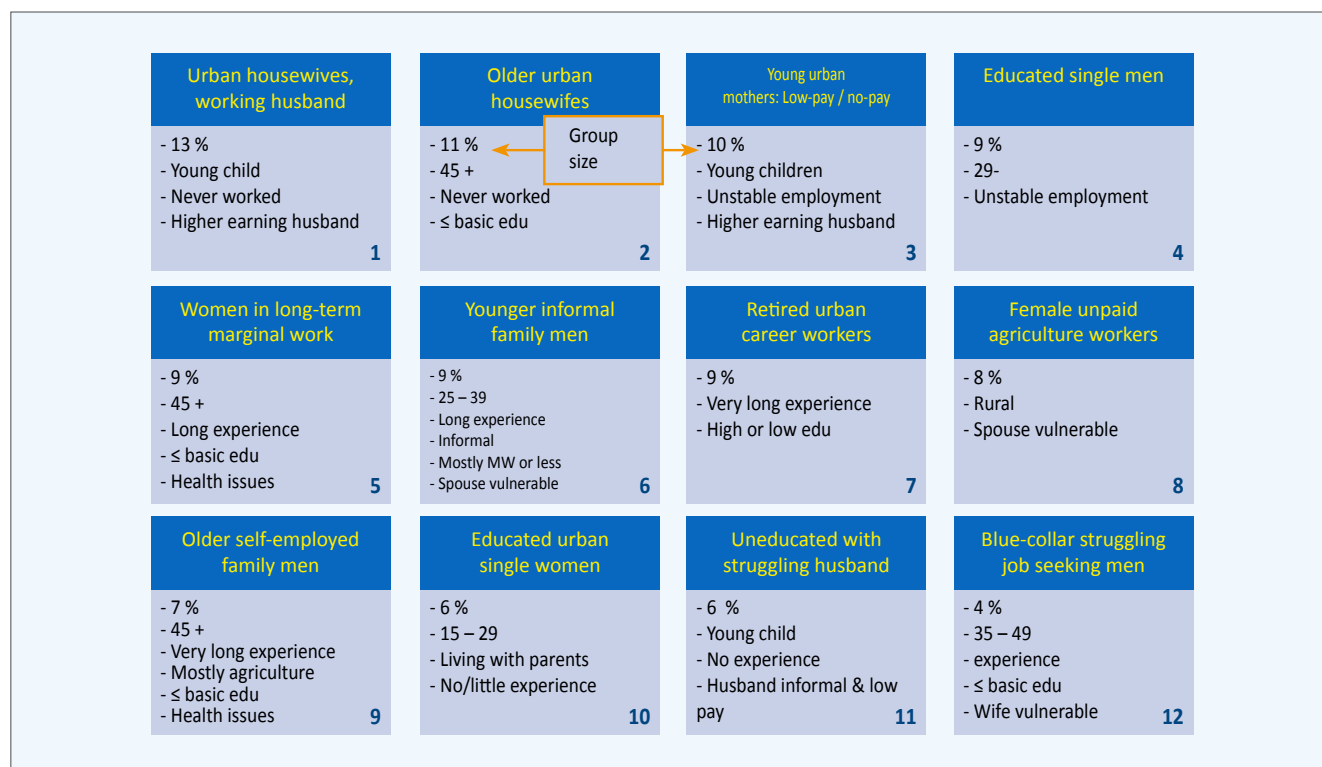 Urban housewives,
working husband
- 13 %
- Young child
- Never worked
- Higher earning husband
1
Older urban
housewifes
- 11 %
- 45 +
- Never worked
- ≤ basic edu
2
Group
size
Young urban
mothers: Low-pay / no-pay
- 10 %
- Young children
- Unstable employment
- Higher earning husband
3
Educated single men
- 9 %
- 29-
- Unstable employment
4
Women in long-term
marginal work
- 9 %
- 45 +
- Long experience
- ≤ basic edu
- Health issues
5
Younger informal
family men
- 9 %
- 25 – 39
- Long experience
- Informal
- Mostly MW or less
- Spouse vulnerable
6
Retired urban
career workers
- 9 %
- Very long experience
- High or low edu
7
Female unpaid
agriculture workers
- 8 %
- Rural
- Spouse vulnerable
8
Older self-employed
family men
- 7 %
- 45 +
- Very long experience
- Mostly agriculture
- ≤ basic edu
- Health issues
9
Educated urban
single women
- 6 %
- 15 – 29
- Living with parents
- No/little experience
10
Uneducated with
struggling husband
- 6 %
- Young child
- No experience
- Husband informal & low
pay
11
Blue-collar struggling
job seeking men
- 4 %
- 35 – 49
- experience
- ≤ basic edu
- Wife vulnerable
12